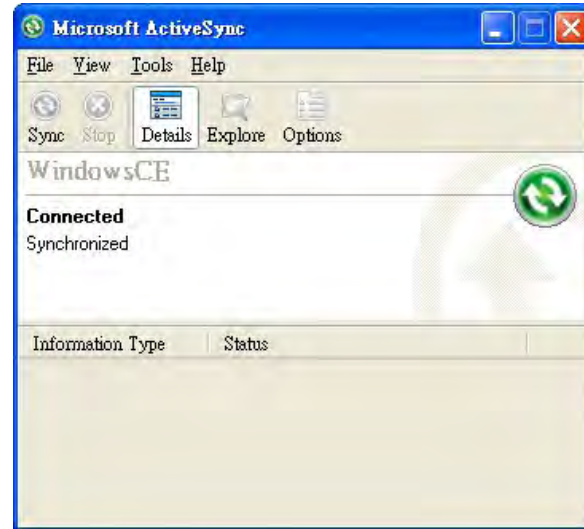 Microsoft ActiveSync
File View Tools Help
Sync Stop Details Explore Options
WindowsCE
Connected
Synchronized
Information Type Status